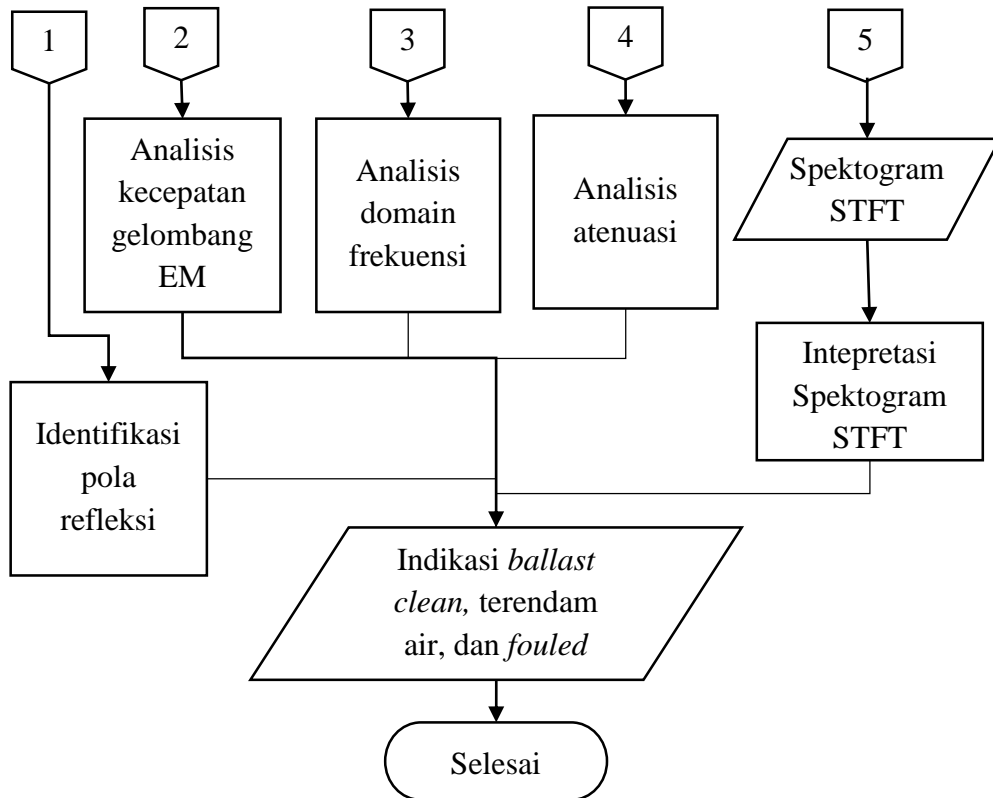 1
2
3
4
5
Analisis
kecepatan
gelombang
EM
Analisis
domain
frekuensi
Analisis
atenuasi
Spektogram
STFT
Identifikasi
pola
refleksi
Intepretasi
Spektogram
STFT
Indikasi ballast
clean, terendam
air, dan fouled
Selesai